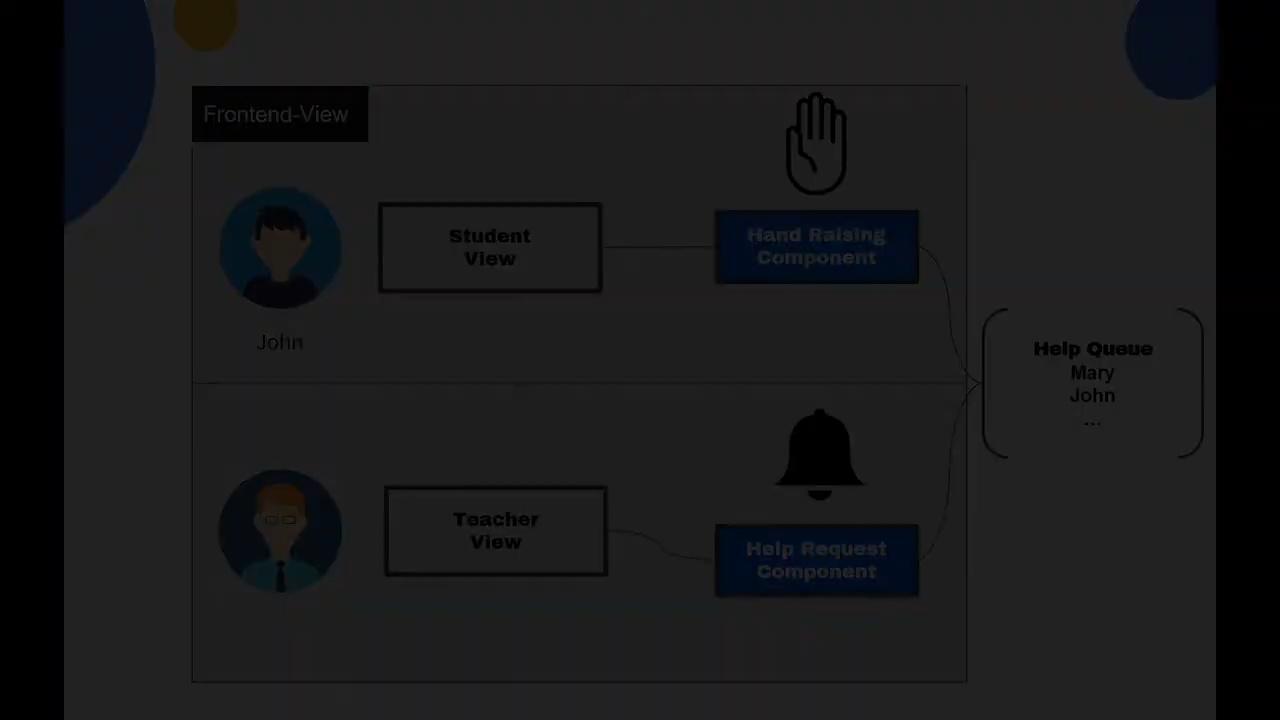 Frontend-View
Student
View
Hand Raising
Component
John
Help Queue
Mary
John
...
Teacher
View
Help Request
Component